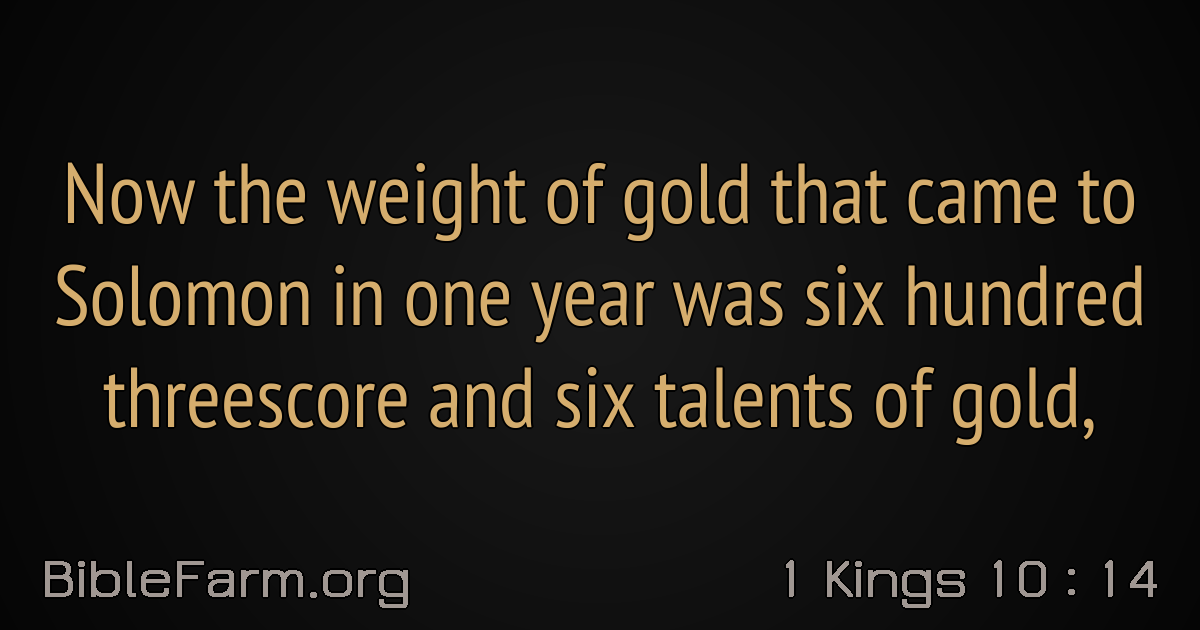 Now the weight of gold that came to
Solomon in one year was six hundred
threescore and six talents of gold,
BibleFarm.org
1 Kings 10 : 14